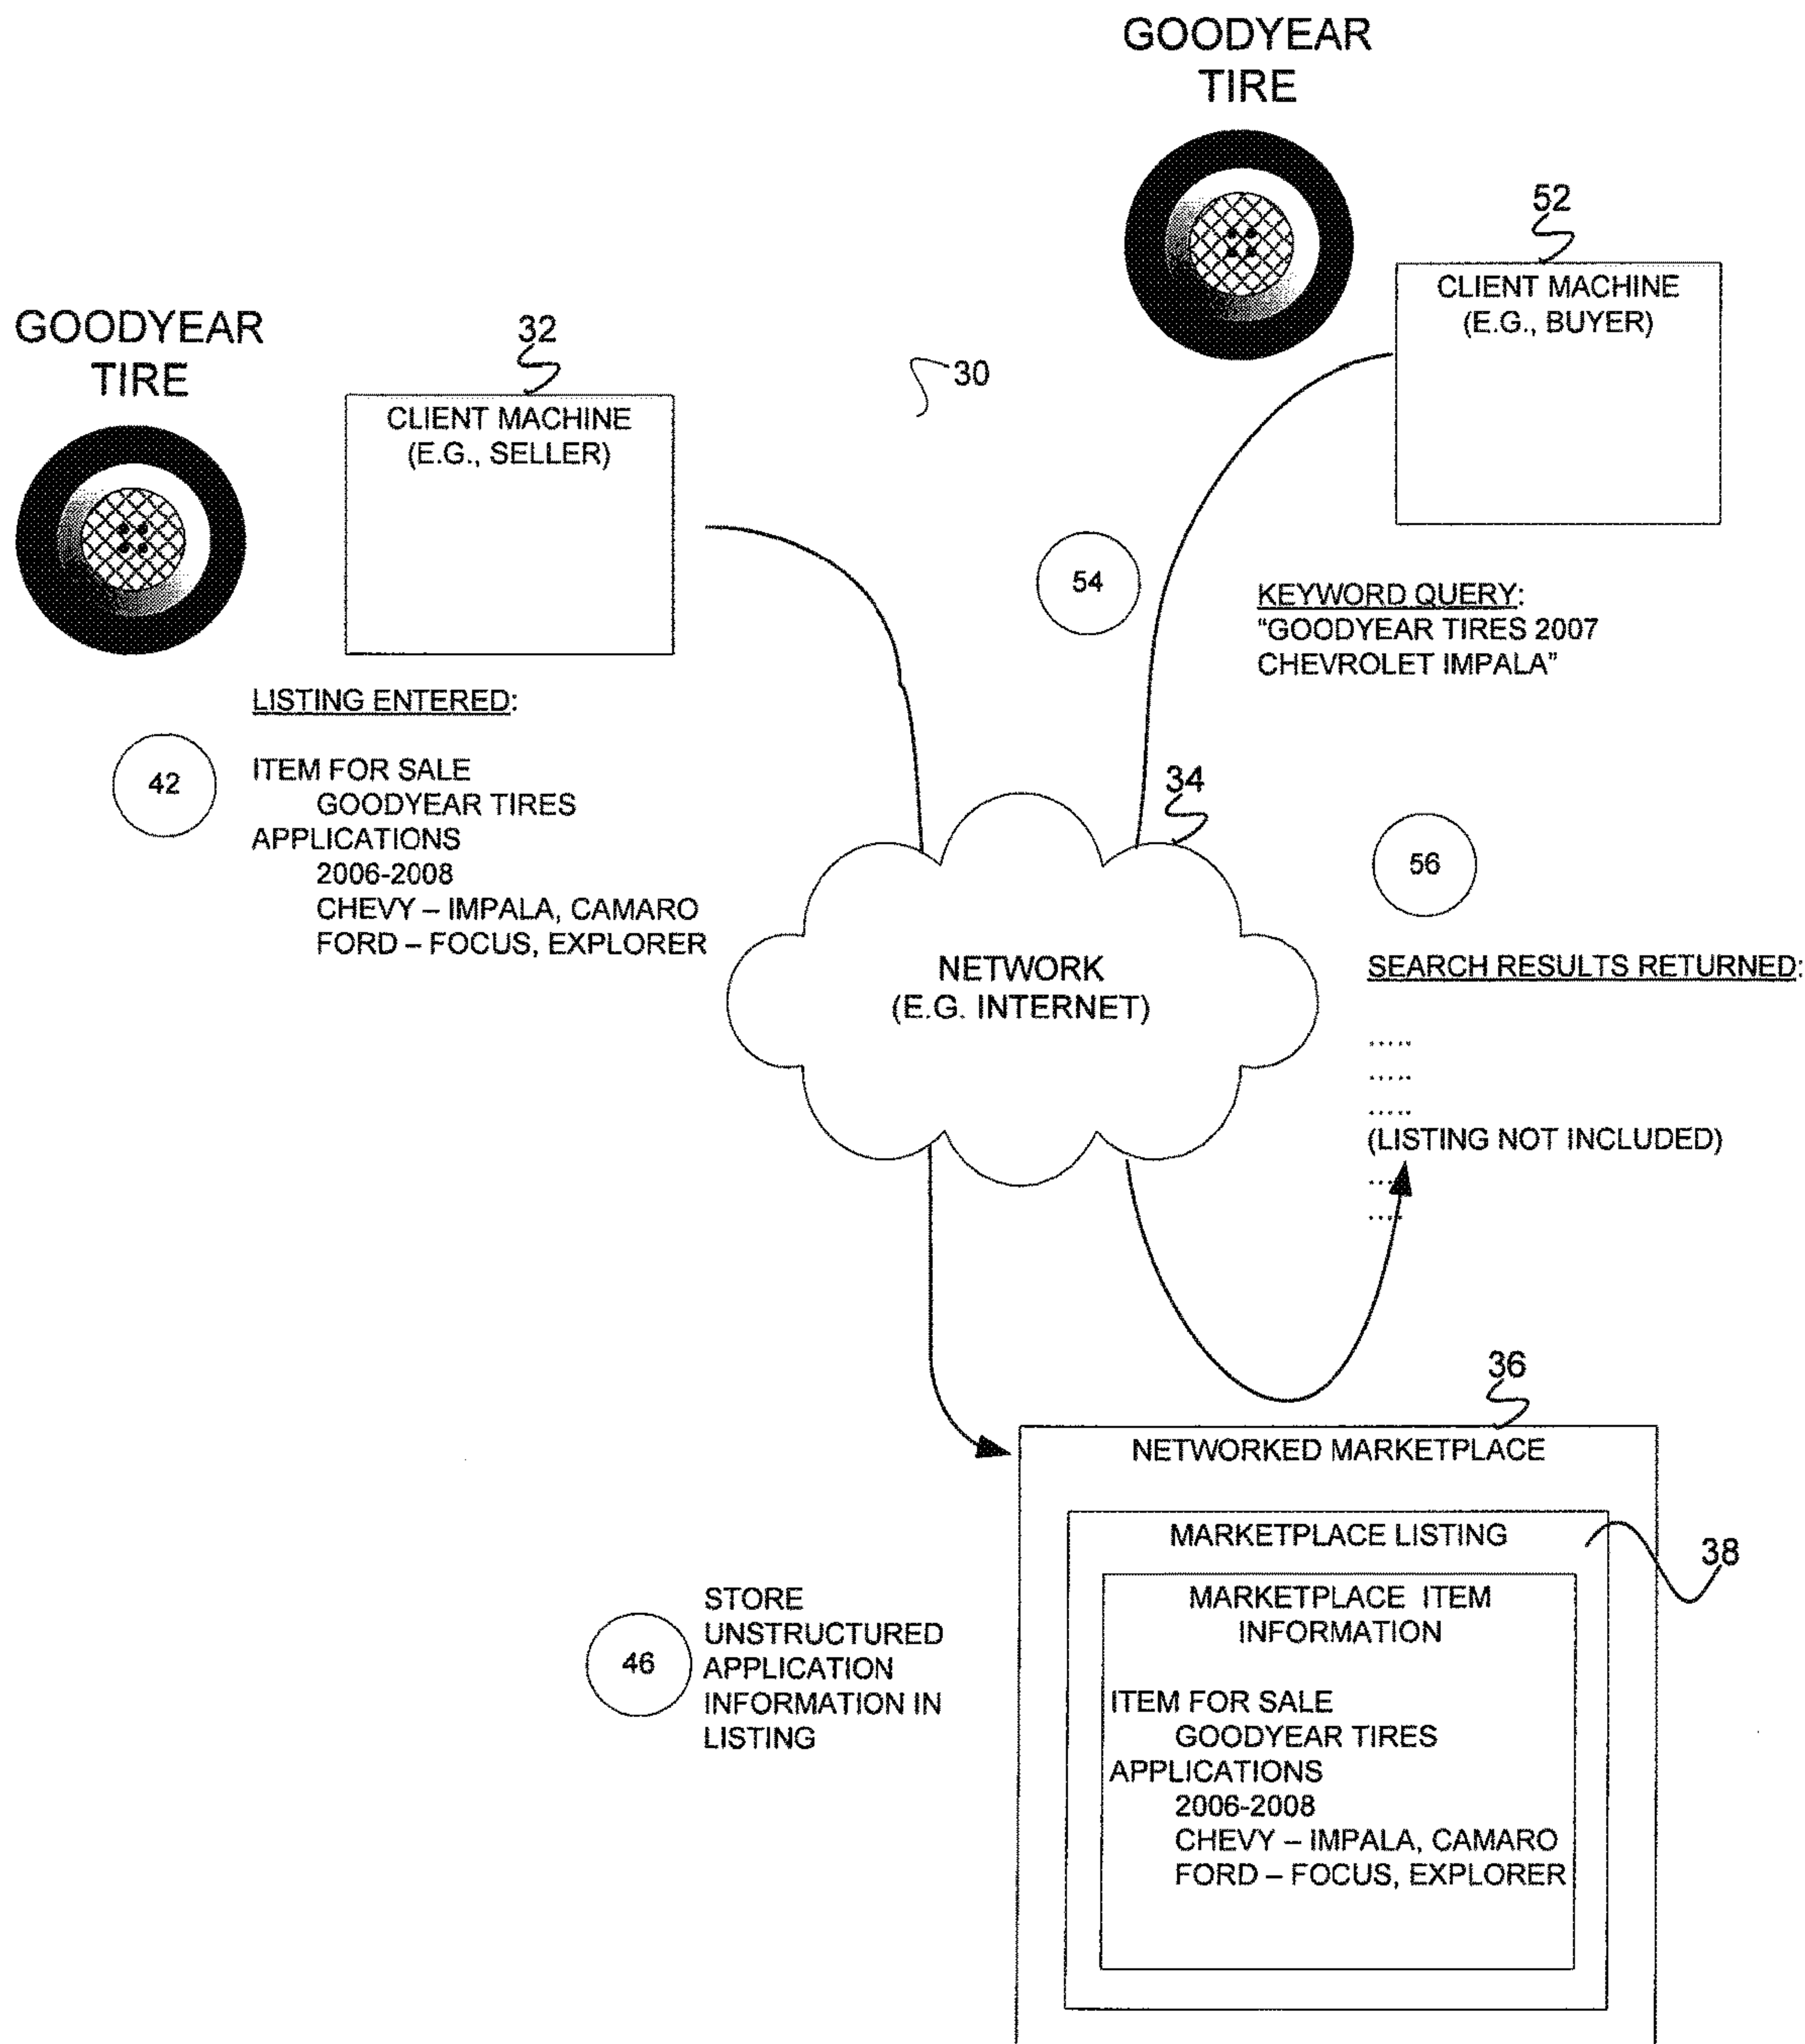 GOODYEAR
TIRE
52
CLIENT MACHINE
(E.G., BUYER)
GOODYEAR
TIRE
32
CLIENT MACHINE
(E.G., SELLER)
30
54
KEYWORD QUERY:
"GOODYEAR TIRES 2007
CHEVROLET IMPALA"
LISTING ENTERED:
42
ITEM FOR SALE
GOODYEAR TIRES
APPLICATIONS
2006-2008
CHEVY – IMPALA, CAMARO
FORD – FOCUS, EXPLORER
34
NETWORK
(E.G. INTERNET)
56
SEARCH RESULTS RETURNED:
.....
.....
.....
(LISTING NOT INCLUDED)
....
....
36
NETWORKED MARKETPLACE
MARKETPLACE LISTING
38
MARKETPLACE ITEM
INFORMATION
46
STORE
UNSTRUCTURED
APPLICATION
INFORMATION IN
LISTING
ITEM FOR SALE
GOODYEAR TIRES
APPLICATIONS
2006-2008
CHEVY – IMPALA, CAMARO
FORD – FOCUS, EXPLORER